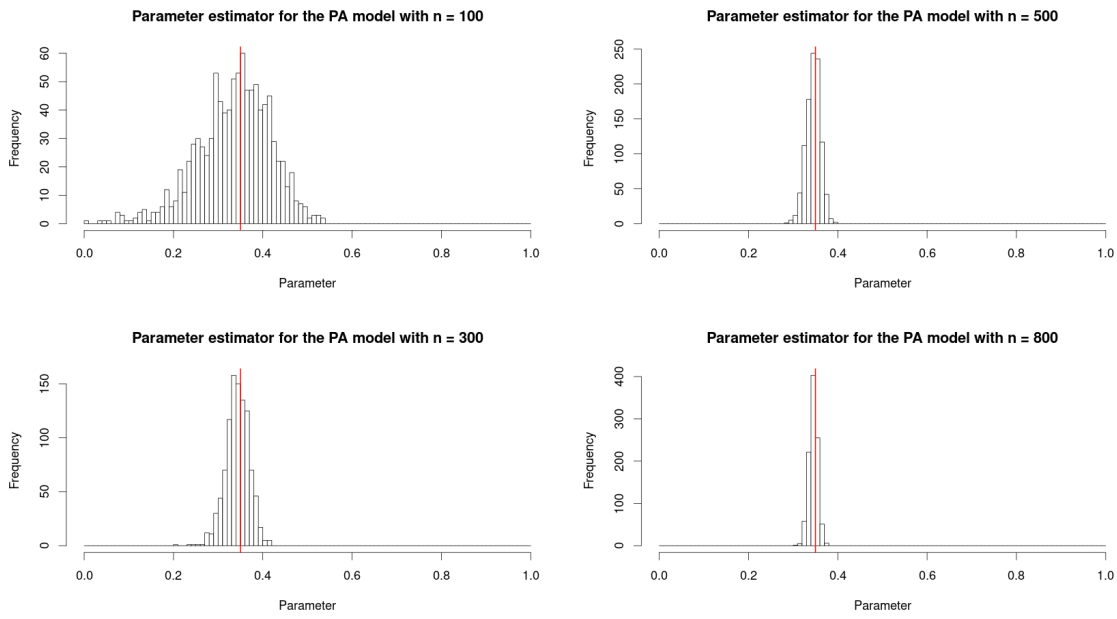 Parameter estimator for the PA model with n = 100
Frequency
60
50
40
30
20
10
0
0.0 0.2 0.4 0.6 0.8 1.0
Parameter
Parameter estimator for the PA model with n = 500
Frequency
250
200
150
100
50
0
0.0 0.2 0.4 0.6 0.8 1.0
Parameter
Parameter estimator for the PA model with n = 300
Frequency
150
100
50
0
0.0 0.2 0.4 0.6 0.8 1.0
Parameter
Parameter estimator for the PA model with n = 800
Frequency
400
300
200
100
0
0.0 0.2 0.4 0.6 0.8 1.0
Parameter